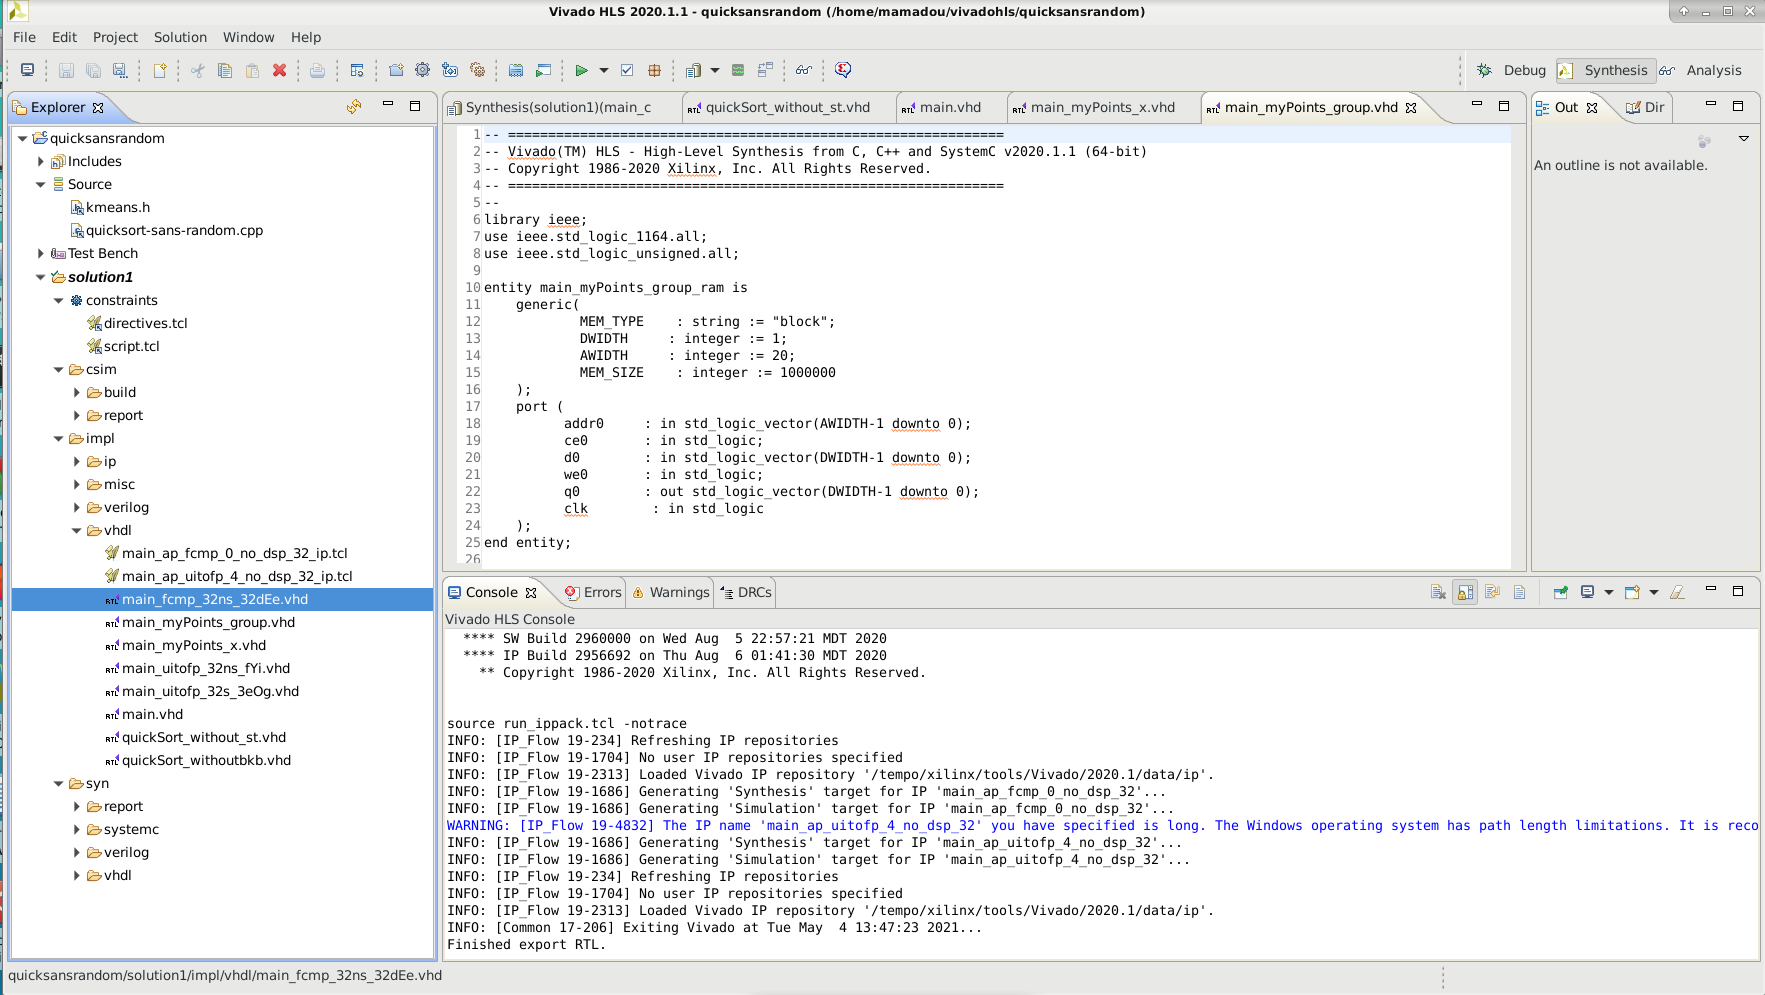 Vivado HLS 2020.1.1 - quicksansrandom (/home/mamadou/vivadohls/quicksansrandom)
File Edit Project Solution Window Help
Debug Synthesis Analysis
Explorer
quicksansrandom
Includes
Source
kmeans.h
quicksort-sans-random.cpp
Test Bench
solution1
constraints
directives.tcl
script.tcl
csim
build
report
impl
ip
misc
verilog
vhdl
main_ap_fcmp_0_no_dsp_32_ip.tcl
main_ap_uitofp_4_no_dsp_32_ip.tcl
main_fcmp_32ns_32dEe.vhd
main_myPoints_group.vhd
main_myPoints_x.vhd
main_uitofp_32ns_fYi.vhd
main_uitofp_32s_3eOg.vhd
main.vhd
quickSort_without_st.vhd
quickSort_withoutbkb.vhd
syn
report
systemc
verilog
vhdl
Synthesis(solution1)(main_c quickSort_without_st.vhd main.vhd main_myPoints_x.vhd main_myPoints_group.vhd
1 -- ==============================================================
2 -- Vivado(TM) HLS - High-Level Synthesis from C, C++ and SystemC v2020.1.1 (64-bit)
3 -- Copyright 1986-2020 Xilinx, Inc. All Rights Reserved.
4 -- ==============================================================
5 --
6 library ieee;
7 use ieee.std_logic_1164.all;
8 use ieee.std_logic_unsigned.all;
9
10 entity main_myPoints_group_ram is
11     generic(
12             MEM_TYPE    : string := "block";
13             DWIDTH     : integer := 1;
14             AWIDTH     : integer := 20;
15             MEM_SIZE    : integer := 1000000
16     );
17     port (
18           addr0     : in std_logic_vector(AWIDTH-1 downto 0);
19           ce0       : in std_logic;
20           d0        : in std_logic_vector(DWIDTH-1 downto 0);
21           we0       : in std_logic;
22           q0        : out std_logic_vector(DWIDTH-1 downto 0);
23           clk        : in std_logic
24     );
25 end entity;
26
Out Dir
An outline is not available.
Console Errors Warnings DRCs
Vivado HLS Console
**** SW Build 2960000 on Wed Aug  5 22:57:21 MDT 2020
**** IP Build 2956692 on Thu Aug  6 01:41:30 MDT 2020
** Copyright 1986-2020 Xilinx, Inc. All Rights Reserved.
source run_ippack.tcl -notrace
INFO: [IP_Flow 19-234] Refreshing IP repositories
INFO: [IP_Flow 19-1704] No user IP repositories specified
INFO: [IP_Flow 19-2313] Loaded Vivado IP repository '/tempo/xilinx/tools/Vivado/2020.1/data/ip'.
INFO: [IP_Flow 19-1686] Generating 'Synthesis' target for IP 'main_ap_fcmp_0_no_dsp_32'...
INFO: [IP_Flow 19-1686] Generating 'Simulation' target for IP 'main_ap_fcmp_0_no_dsp_32'...
WARNING: [IP_Flow 19-4832] The IP name 'main_ap_uitofp_4_no_dsp_32' you have specified is long. The Windows operating system has path length limitations. It is reco
INFO: [IP_Flow 19-1686] Generating 'Synthesis' target for IP 'main_ap_uitofp_4_no_dsp_32'...
INFO: [IP_Flow 19-1686] Generating 'Simulation' target for IP 'main_ap_uitofp_4_no_dsp_32'...
INFO: [IP_Flow 19-234] Refreshing IP repositories
INFO: [IP_Flow 19-1704] No user IP repositories specified
INFO: [IP_Flow 19-2313] Loaded Vivado IP repository '/tempo/xilinx/tools/Vivado/2020.1/data/ip'.
INFO: [Common 17-206] Exiting Vivado at Tue May  4 13:47:23 2021...
Finished export RTL.
quicksansrandom/solution1/impl/vhdl/main_fcmp_32ns_32dEe.vhd